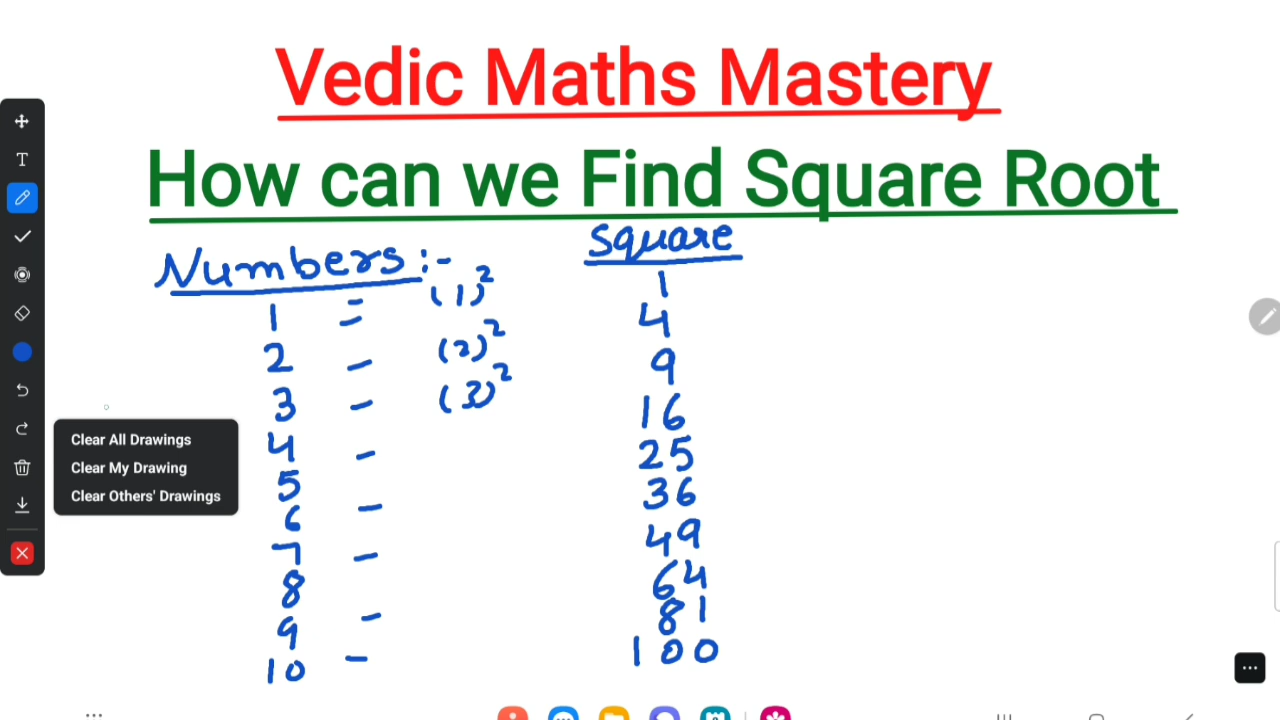 Vedic Maths Mastery
How can we Find Square Root
Numbers:- Square
1 = (1)² 1
2 - (2)² 4
3 - (3)² 9
4 - 16
5 25
6 - 36
7 - 49
8 64
9 - 81
10 - 100
T
Clear All Drawings
Clear My Drawing
Clear Others' Drawings